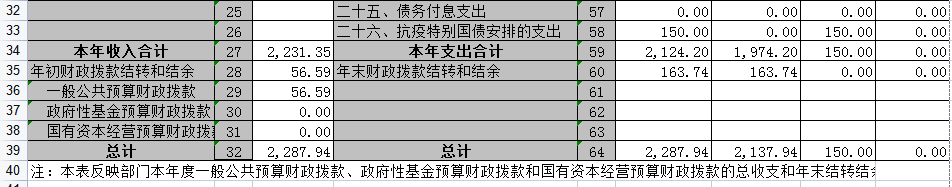 32 25 二十五、债务付息支出 57 0.00 0.00 0.00 0.00
33 26 二十六、抗疫特别国债安排的支出 58 150.00 0.00 150.00 0.00
34 本年收入合计 27 2,231.35 本年支出合计 59 2,124.20 1,974.20 150.00 0.00
35 年初财政拨款结转和结余 28 56.59 年末财政拨款结转和结余 60 163.74 163.74 0.00 0.00
36 一般公共预算财政拨款 29 56.59 61
37 政府性基金预算财政拨款 30 0.00 62
38 国有资本经营预算财政拨 31 0.00 63
39 总计 32 2,287.94 总计 64 2,287.94 2,137.94 150.00 0.00
40 注：本表反映部门本年度一般公共预算财政拨款、政府性基金预算财政拨款和国有资本经营预算财政拨款的总收支和年末结转结